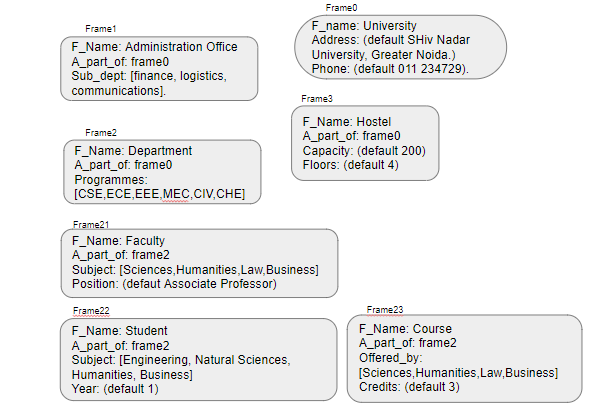 Frame0
F_name: University
Address: (default SHiv Nadar
University, Greater Noida.)
Phone: (default 011 234729).
Frame1
F_Name: Administration Office
A_part_of: frame0
Sub_dept: [finance, logistics,
communications].
Frame3
F_Name: Hostel
A_part_of: frame0
Capacity: (default 200)
Floors: (default 4)
Frame2
F_Name: Department
A_part_of: frame0
Programmes:
[CSE,ECE,EEE,MEC,CIV,CHE]
Frame21
F_Name: Faculty
A_part_of: frame2
Subject: [Sciences,Humanities,Law,Business]
Position: (defaut Associate Professor)
Frame22
F_Name: Student
A_part_of: frame2
Subject: [Engineering, Natural Sciences,
Humanities, Business]
Year: (default 1)
Frame23
F_Name: Course
A_part_of: frame2
Offered_by:
[Sciences,Humanities,Law,Business]
Credits: (default 3)